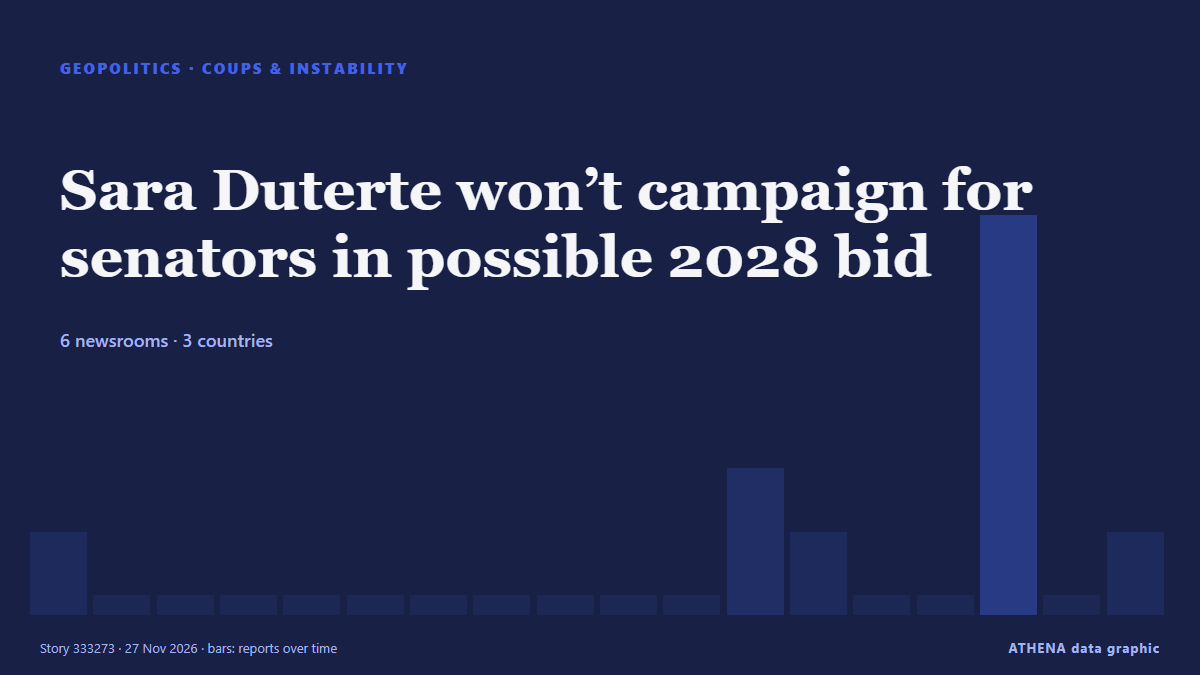 GEOPOLITICS · COUPS & INSTABILITY
Sara Duterte won’t campaign for
senators in possible 2028 bid
6 newsrooms · 3 countries
Story 333273 · 27 Nov 2026 · bars: reports over time
ATHENA data graphic